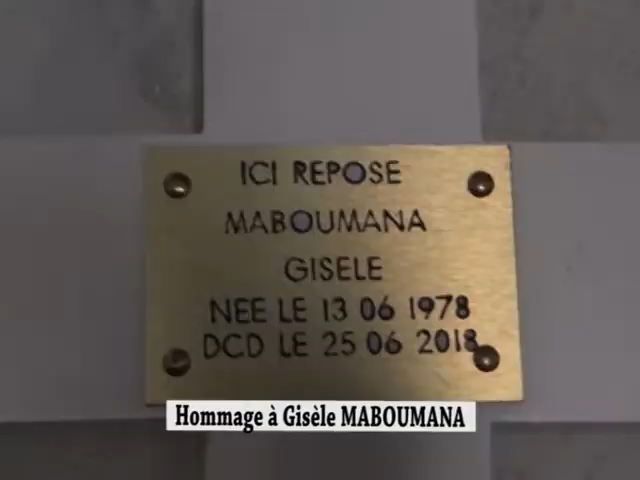 ICI REPOSE
MABOUMANA
GISELE
NEE LE 13 06 1978
DCD LE 25 06 2018
Hommage à Gisèle MABOUMANA